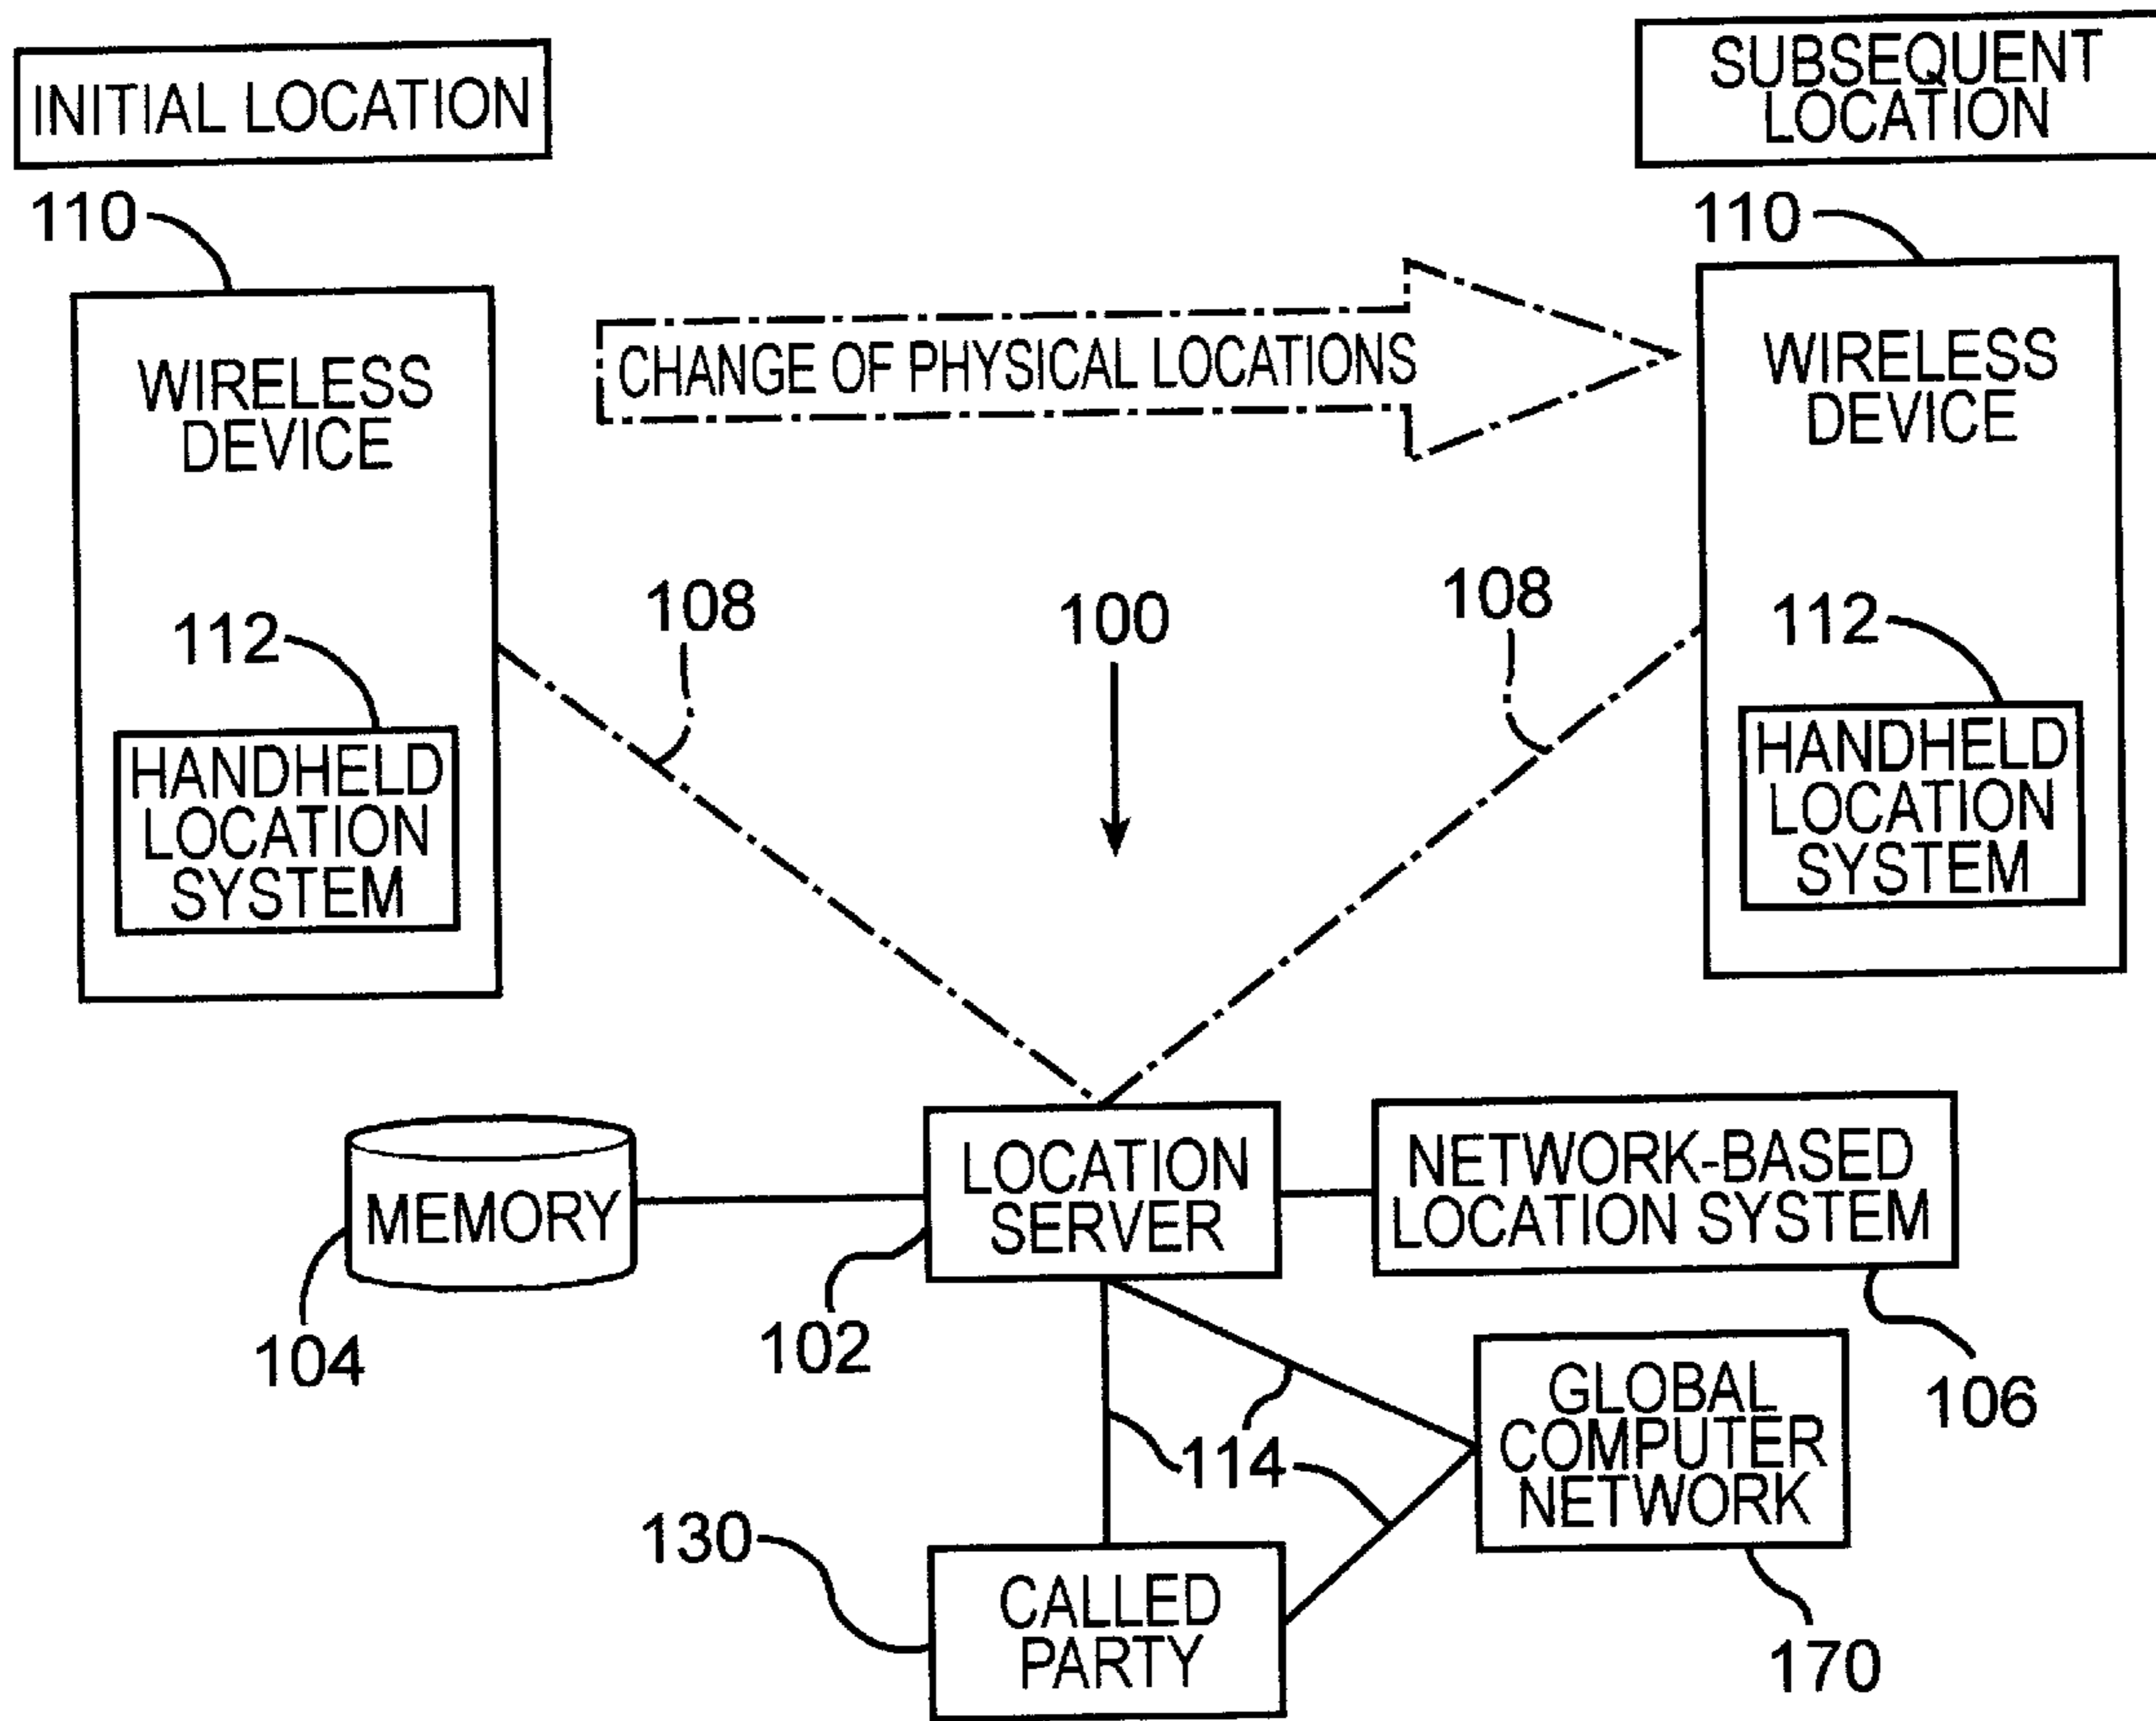 INITIAL LOCATION
SUBSEQUENT
LOCATION
110
110
WIRELESS
DEVICE
CHANGE OF PHYSICAL LOCATIONS
WIRELESS
DEVICE
108
100
108
112
112
HANDHELD
LOCATION
SYSTEM
HANDHELD
LOCATION
SYSTEM
MEMORY
LOCATION
SERVER
NETWORK-BASED
LOCATION SYSTEM
104
102
106
GLOBAL
COMPUTER
NETWORK
114
130
CALLED
PARTY
170